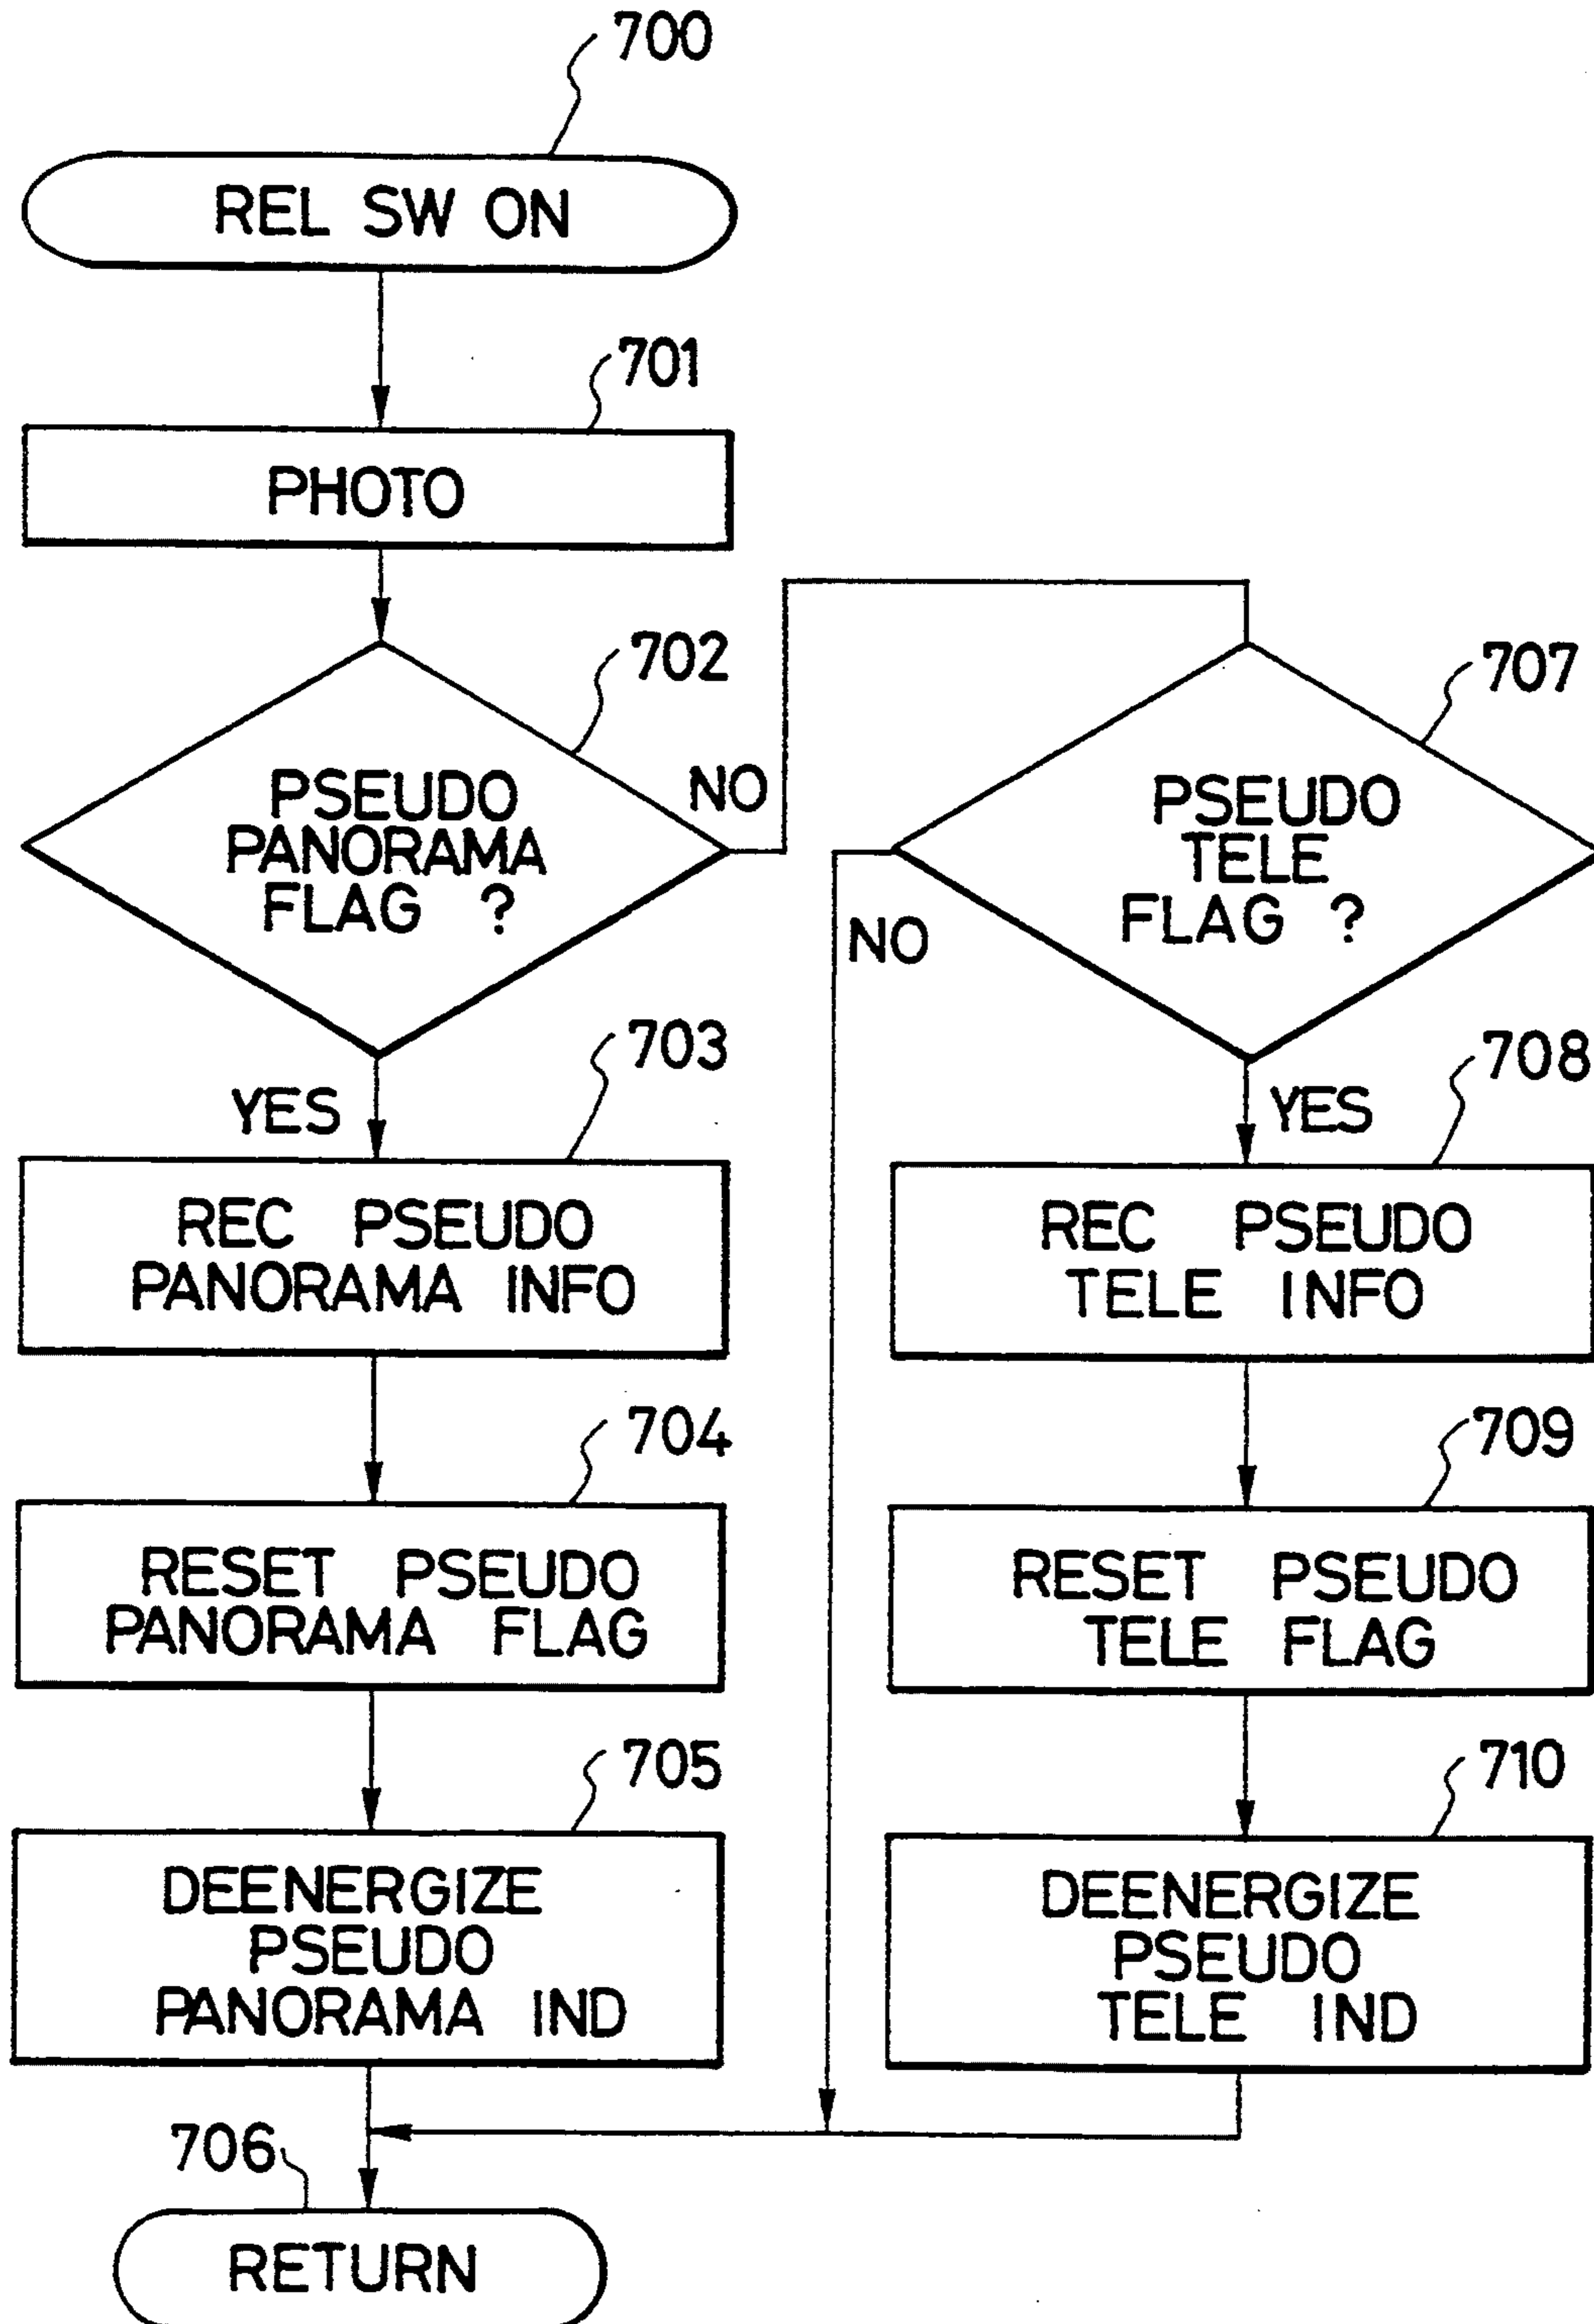 700
REL SW ON
701
PHOTO
702
PSEUDO
PANORAMA
FLAG ?
NO
YES
703
REC PSEUDO
PANORAMA INFO
704
RESET PSEUDO
PANORAMA FLAG
705
DEENERGIZE
PSEUDO
PANORAMA IND
706
RETURN
707
PSEUDO
TELE
FLAG ?
NO
YES
708
REC PSEUDO
TELE INFO
709
RESET PSEUDO
TELE FLAG
710
DEENERGIZE
PSEUDO
TELE IND